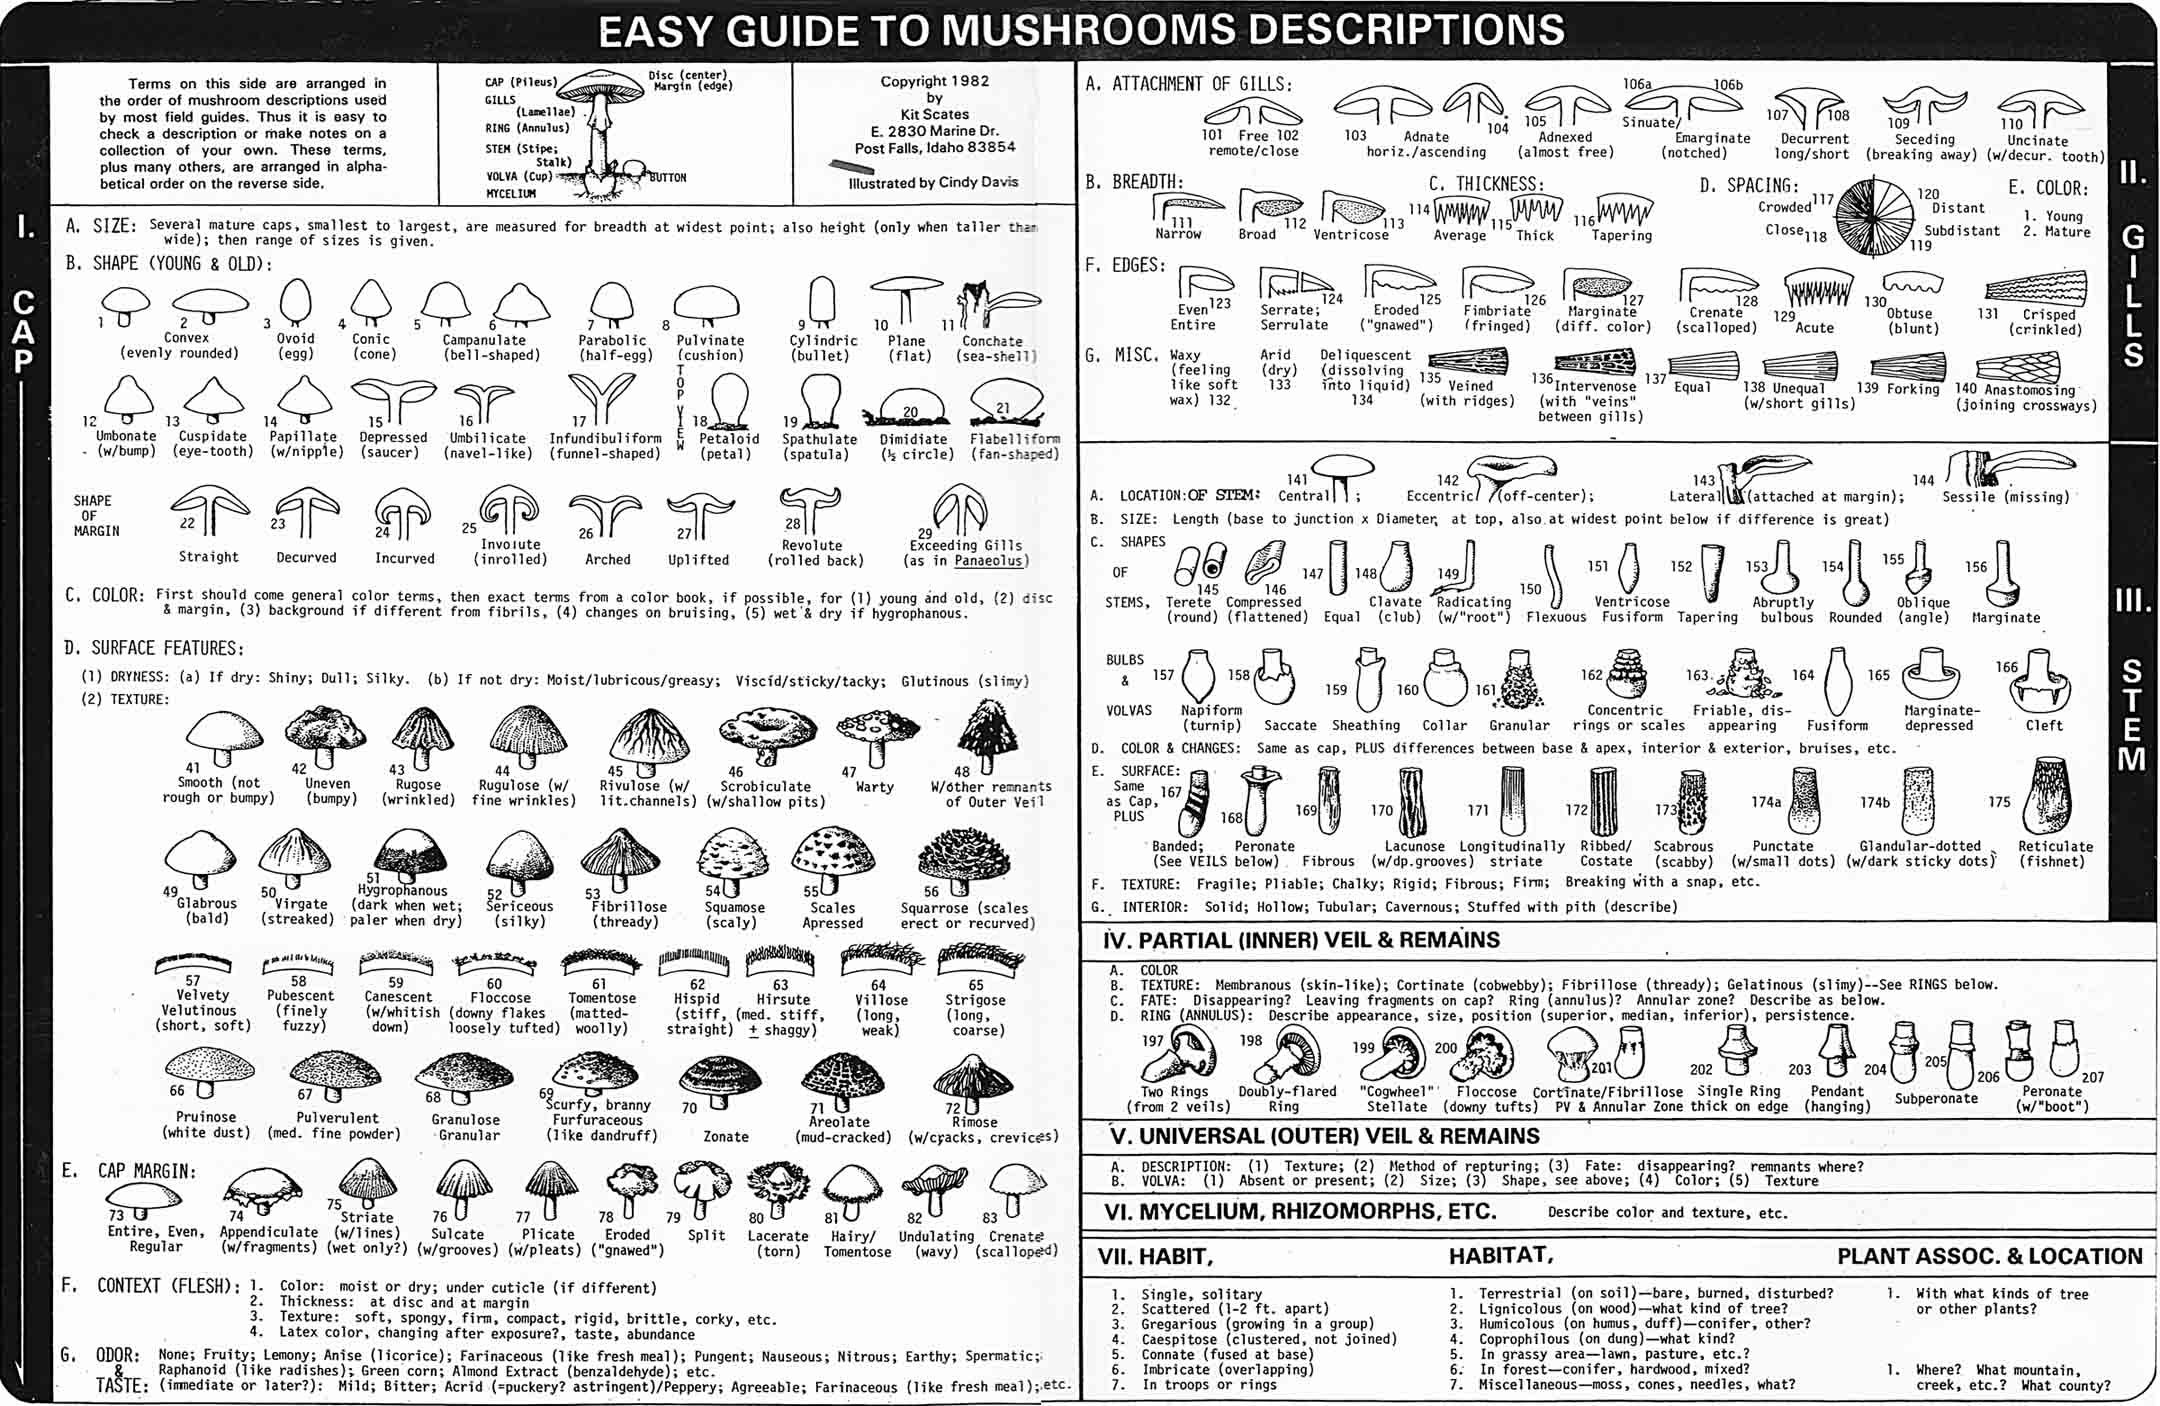 EASY GUIDE TO MUSHROOMS DESCRIPTIONS
Terms on this side are arranged in
the order of mushroom descriptions used
by most field guides. Thus it is easy to
check a description or make notes on a
collection of your own. These terms,
plus many others, are arranged in alpha-
betical order on the reverse side.
CAP (Pileus)
GILLS
(Lamellae)
RING (Annulus)
STEM (Stipe;
Stalk)
VOLVA (Cup)
MYCELIUM
Disc (center)
Margin (edge)
BUTTON
Copyright 1982
by
Kit Scates
E. 2830 Marine Dr.
Post Falls, Idaho 83854
Illustrated by Cindy Davis
I. CAP
A. SIZE: Several mature caps, smallest to largest, are measured for breadth at widest point; also height (only when taller than
wide); then range of sizes is given.
B. SHAPE (YOUNG & OLD):
1 2 3 4 5 6 7 8 9 10 11
Convex Ovoid Conic Campanulate Parabolic Pulvinate Cylindric Plane Conchate
(evenly rounded) (egg) (cone) (bell-shaped) (half-egg) (cushion) (bullet) (flat) (sea-shell)
TOP VIEW
12 13 14 15 16 17 18 19 20 21
Umbonate Cuspidate Papillate Depressed Umbilicate Infundibuliform Petaloid Spathulate Dimidiate Flabelliform
(w/bump) (eye-tooth) (w/nipple) (saucer) (navel-like) (funnel-shaped) (petal) (spatula) (½ circle) (fan-shaped)
SHAPE
OF
MARGIN
22 23 24 25 26 27 28 29
Straight Decurved Incurved Involute Arched Uplifted Revolute Exceeding Gills
(inrolled) (rolled back) (as in Panaeolus)
C. COLOR: First should come general color terms, then exact terms from a color book, if possible, for (1) young and old, (2) disc
& margin, (3) background if different from fibrils, (4) changes on bruising, (5) wet & dry if hygrophanous.
D. SURFACE FEATURES:
(1) DRYNESS: (a) If dry: Shiny; Dull; Silky. (b) If not dry: Moist/lubricous/greasy; Viscid/sticky/tacky; Glutinous (slimy)
(2) TEXTURE:
41 42 43 44 45 46 47 48
Smooth (not Uneven Rugose Rugulose (w/ Rivulose (w/ Scrobiculate Warty W/other remnants
rough or bumpy) (bumpy) (wrinkled) fine wrinkles) lit.channels) (w/shallow pits) of Outer Veil
49 50 51 52 53 54 55 56
Glabrous Virgate Hygrophanous Sericeous Fibrillose Squamose Scales Squarrose (scales
(bald) (streaked) (dark when wet; (silky) (thready) (scaly) Apressed erect or recurved)
paler when dry)
57 58 59 60 61 62 63 64 65
Velvety Pubescent Canescent Floccose Tomentose Hispid Hirsute Villose Strigose
Velutinous (finely (w/whitish (downy flakes (matted- (stiff, (med. stiff, (long, (long,
(short, soft) fuzzy) down) loosely tufted) woolly) straight) ± shaggy) weak) coarse)
66 67 68 69 70 71 72
Pruinose Pulverulent Granulose Scurfy, branny Zonate Areolate Rimose
(white dust) (med. fine powder) Granular Furfuraceous (mud-cracked) (w/cracks, crevices)
(like dandruff)
E. CAP MARGIN:
73 74 75 76 77 78 79 80 81 82 83
Entire, Even, Appendiculate Striate Sulcate Plicate Eroded Split Lacerate Hairy/ Undulating Crenate
Regular (w/fragments) (w/lines) (w/grooves) (w/pleats) ("gnawed") (torn) Tomentose (wavy) (scalloped)
(wet only?)
F. CONTEXT (FLESH): 1. Color: moist or dry; under cuticle (if different)
2. Thickness: at disc and at margin
3. Texture: soft, spongy, firm, compact, rigid, brittle, corky, etc.
4. Latex color, changing after exposure?, taste, abundance
G. ODOR: None; Fruity; Lemony; Anise (licorice); Farinaceous (like fresh meal); Pungent; Nauseous; Nitrous; Earthy; Spermatic;
& Raphanoid (like radishes); Green corn; Almond Extract (benzaldehyde); etc.
TASTE: (immediate or later?): Mild; Bitter; Acrid (=puckery? astringent)/Peppery; Agreeable; Farinaceous (like fresh meal); etc.
II. GILLS
A. ATTACHMENT OF GILLS:
106a 106b
101 Free 102 103 Adnate 104 105 Adnexed Sinuate/ Emarginate 107 108 Decurrent 109 Seceding 110 Uncinate
remote/close horiz./ascending (almost free) (notched) long/short (breaking away) (w/decur. tooth)
B. BREADTH: C. THICKNESS: D. SPACING: E. COLOR:
111 112 113 114 115 116
Narrow Broad Ventricose Average Thick Tapering
Crowded 117 120 Distant
Close 118 119 Subdistant
1. Young
2. Mature
F. EDGES:
123 124 125 126 127 128 129 130 131
Even Serrate; Eroded Fimbriate Marginate Crenate Acute Obtuse Crisped
Entire Serrulate ("gnawed") (fringed) (diff. color) (scalloped) (blunt) (crinkled)
G. MISC. Waxy Arid Deliquescent
(feeling (dry) (dissolving
like soft 133 into liquid)
wax) 132 134
135 136 137 138 139 140
Veined Intervenose Equal Unequal Forking Anastomosing
(with ridges) (with "veins" (w/short gills) (joining crossways)
between gills)
III. STEM
141 142 143 144
A. LOCATION: OF STEM: Central; Eccentric (off-center); Lateral (attached at margin); Sessile (missing)
B. SIZE: Length (base to junction x Diameter, at top, also at widest point below if difference is great)
C. SHAPES
OF
STEMS,
145 146 147 148 149 150 151 152 153 154 155 156
Terete Compressed Equal Clavate Radicating Flexuous Ventricose Tapering Abruptly Rounded Oblique Marginate
(round) (flattened) (club) (w/"root") Fusiform bulbous (angle)
BULBS
&
VOLVAS
157 158 159 160 161 162 163 164 165 166
Napiform Saccate Sheathing Collar Granular Concentric Friable, dis- Fusiform Marginate- Cleft
(turnip) rings or scales appearing depressed
D. COLOR & CHANGES: Same as cap, PLUS differences between base & apex, interior & exterior, bruises, etc.
E. SURFACE:
Same
as Cap,
PLUS
167 168 169 170 171 172 173 174a 174b 175
Banded; Peronate Fibrous Lacunose Longitudinally Ribbed/ Scabrous Punctate Glandular-dotted Reticulate
(See VEILS below) (w/dp.grooves) striate Costate (scabby) (w/small dots) (w/dark sticky dots) (fishnet)
F. TEXTURE: Fragile; Pliable; Chalky; Rigid; Fibrous; Firm; Breaking with a snap, etc.
G. INTERIOR: Solid; Hollow; Tubular; Cavernous; Stuffed with pith (describe)
IV. PARTIAL (INNER) VEIL & REMAINS
A. COLOR
B. TEXTURE: Membranous (skin-like); Cortinate (cobwebby); Fibrillose (thready); Gelatinous (slimy)--See RINGS below.
C. FATE: Disappearing? Leaving fragments on cap? Ring (annulus)? Annular zone? Describe as below.
D. RING (ANNULUS): Describe appearance, size, position (superior, median, inferior), persistence.
197 198 199 200 201 202 203 204 205 206 207
Two Rings Doubly-flared "Cogwheel" Floccose Cortinate/Fibrillose Single Ring Pendant Subperonate Peronate
(from 2 veils) Ring Stellate (downy tufts) PV & Annular Zone thick on edge (hanging) (w/"boot")
V. UNIVERSAL (OUTER) VEIL & REMAINS
A. DESCRIPTION: (1) Texture; (2) Method of repturing; (3) Fate: disappearing? remnants where?
B. VOLVA: (1) Absent or present; (2) Size; (3) Shape, see above; (4) Color; (5) Texture
VI. MYCELIUM, RHIZOMORPHS, ETC. Describe color and texture, etc.
VII. HABIT, HABITAT, PLANT ASSOC. & LOCATION
1. Single, solitary
2. Scattered (1-2 ft. apart)
3. Gregarious (growing in a group)
4. Caespitose (clustered, not joined)
5. Connate (fused at base)
6. Imbricate (overlapping)
7. In troops or rings
1. Terrestrial (on soil)—bare, burned, disturbed?
2. Lignicolous (on wood)—what kind of tree?
3. Humicolous (on humus, duff)—conifer, other?
4. Coprophilous (on dung)—what kind?
5. In grassy area—lawn, pasture, etc.?
6. In forest—conifer, hardwood, mixed?
7. Miscellaneous—moss, cones, needles, what?
1. With what kinds of tree
or other plants?
1. Where? What mountain,
creek, etc.? What county?